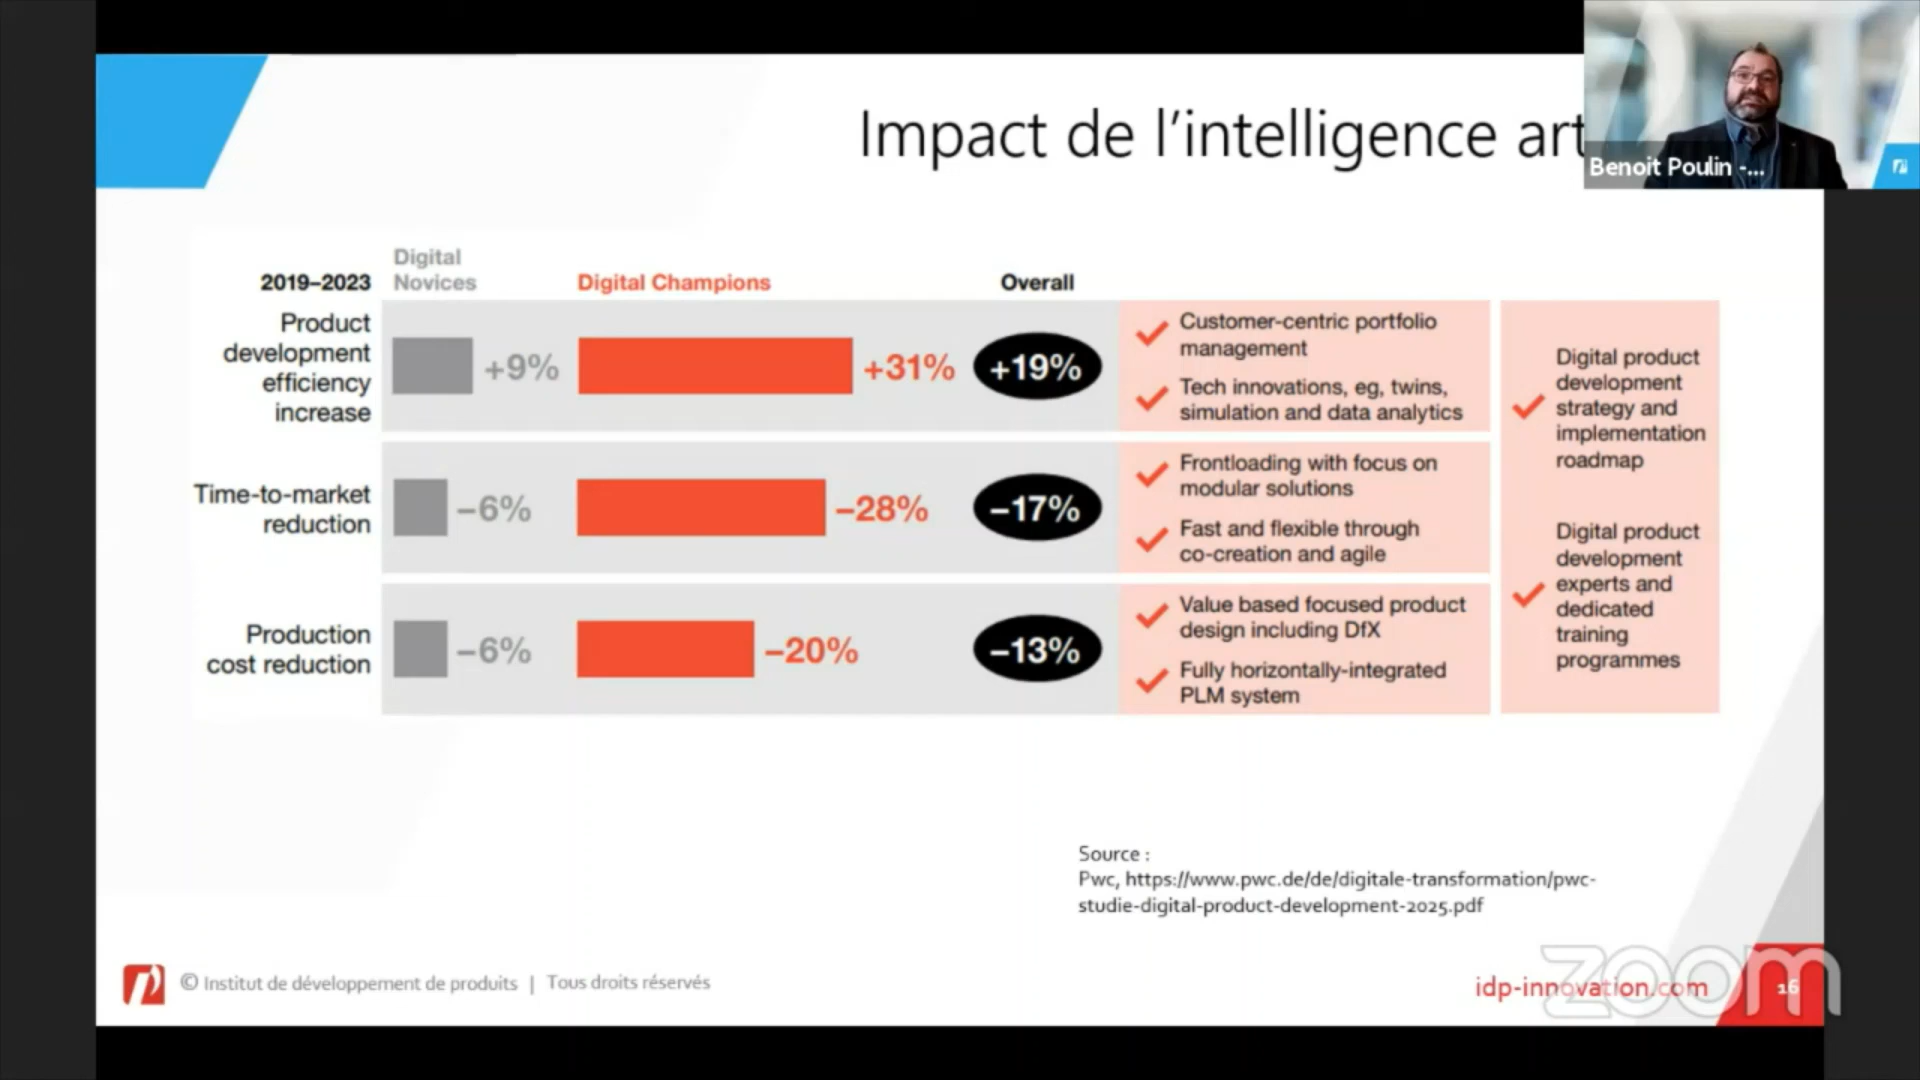 Impact de l'intelligence art
Benoit Poulin -...
Digital
Novices
2019–2023
Digital Champions
Overall
Product
development
efficiency
increase
+9%
+31%
+19%
Customer-centric portfolio
management
Tech innovations, eg, twins,
simulation and data analytics
Time-to-market
reduction
–6%
–28%
–17%
Frontloading with focus on
modular solutions
Fast and flexible through
co-creation and agile
Production
cost reduction
–6%
–20%
–13%
Value based focused product
design including DfX
Fully horizontally-integrated
PLM system
Digital product
development
strategy and
implementation
roadmap
Digital product
development
experts and
dedicated
training
programmes
Source :
Pwc, https://www.pwc.de/de/digitale-transformation/pwc-
studie-digital-product-development-2025.pdf
© Institut de développement de produits | Tous droits réservés
idp-innovation.com
16
zoom